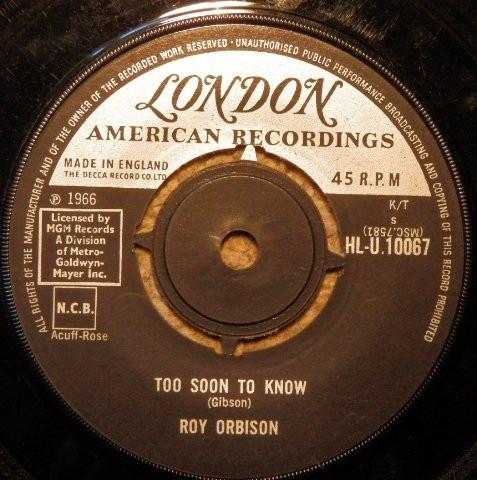 ALL RIGHTS OF THE MANUFACTURER AND OF THE OWNER OF THE RECORDED WORK RESERVED · UNAUTHORISED PUBLIC PERFORMANCE BROADCASTING AND COPYING OF THIS RECORD PROHIBITED
LONDON
AMERICAN RECORDINGS
MADE IN ENGLAND
THE DECCA RECORD CO. LTD.
45 R.P.M
℗ 1966
K/T
S
(MSC.7581)
HL-U.10067
Licensed by
MGM Records
A Division
of Metro-
Goldwyn-
Mayer Inc.
N.C.B.
Acuff-Rose
TOO SOON TO KNOW
(Gibson)
ROY ORBISON